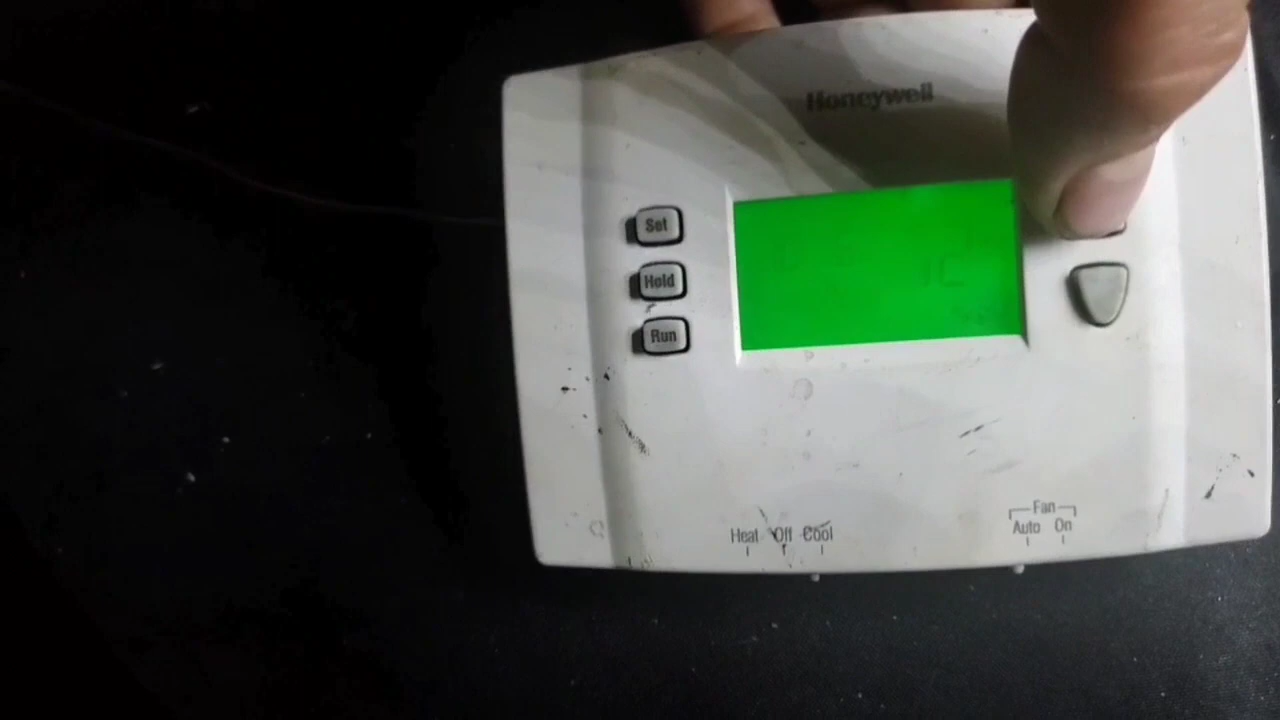 Honeywell
Set
Hold
Run
Fan
Heat Off Cool
Auto On